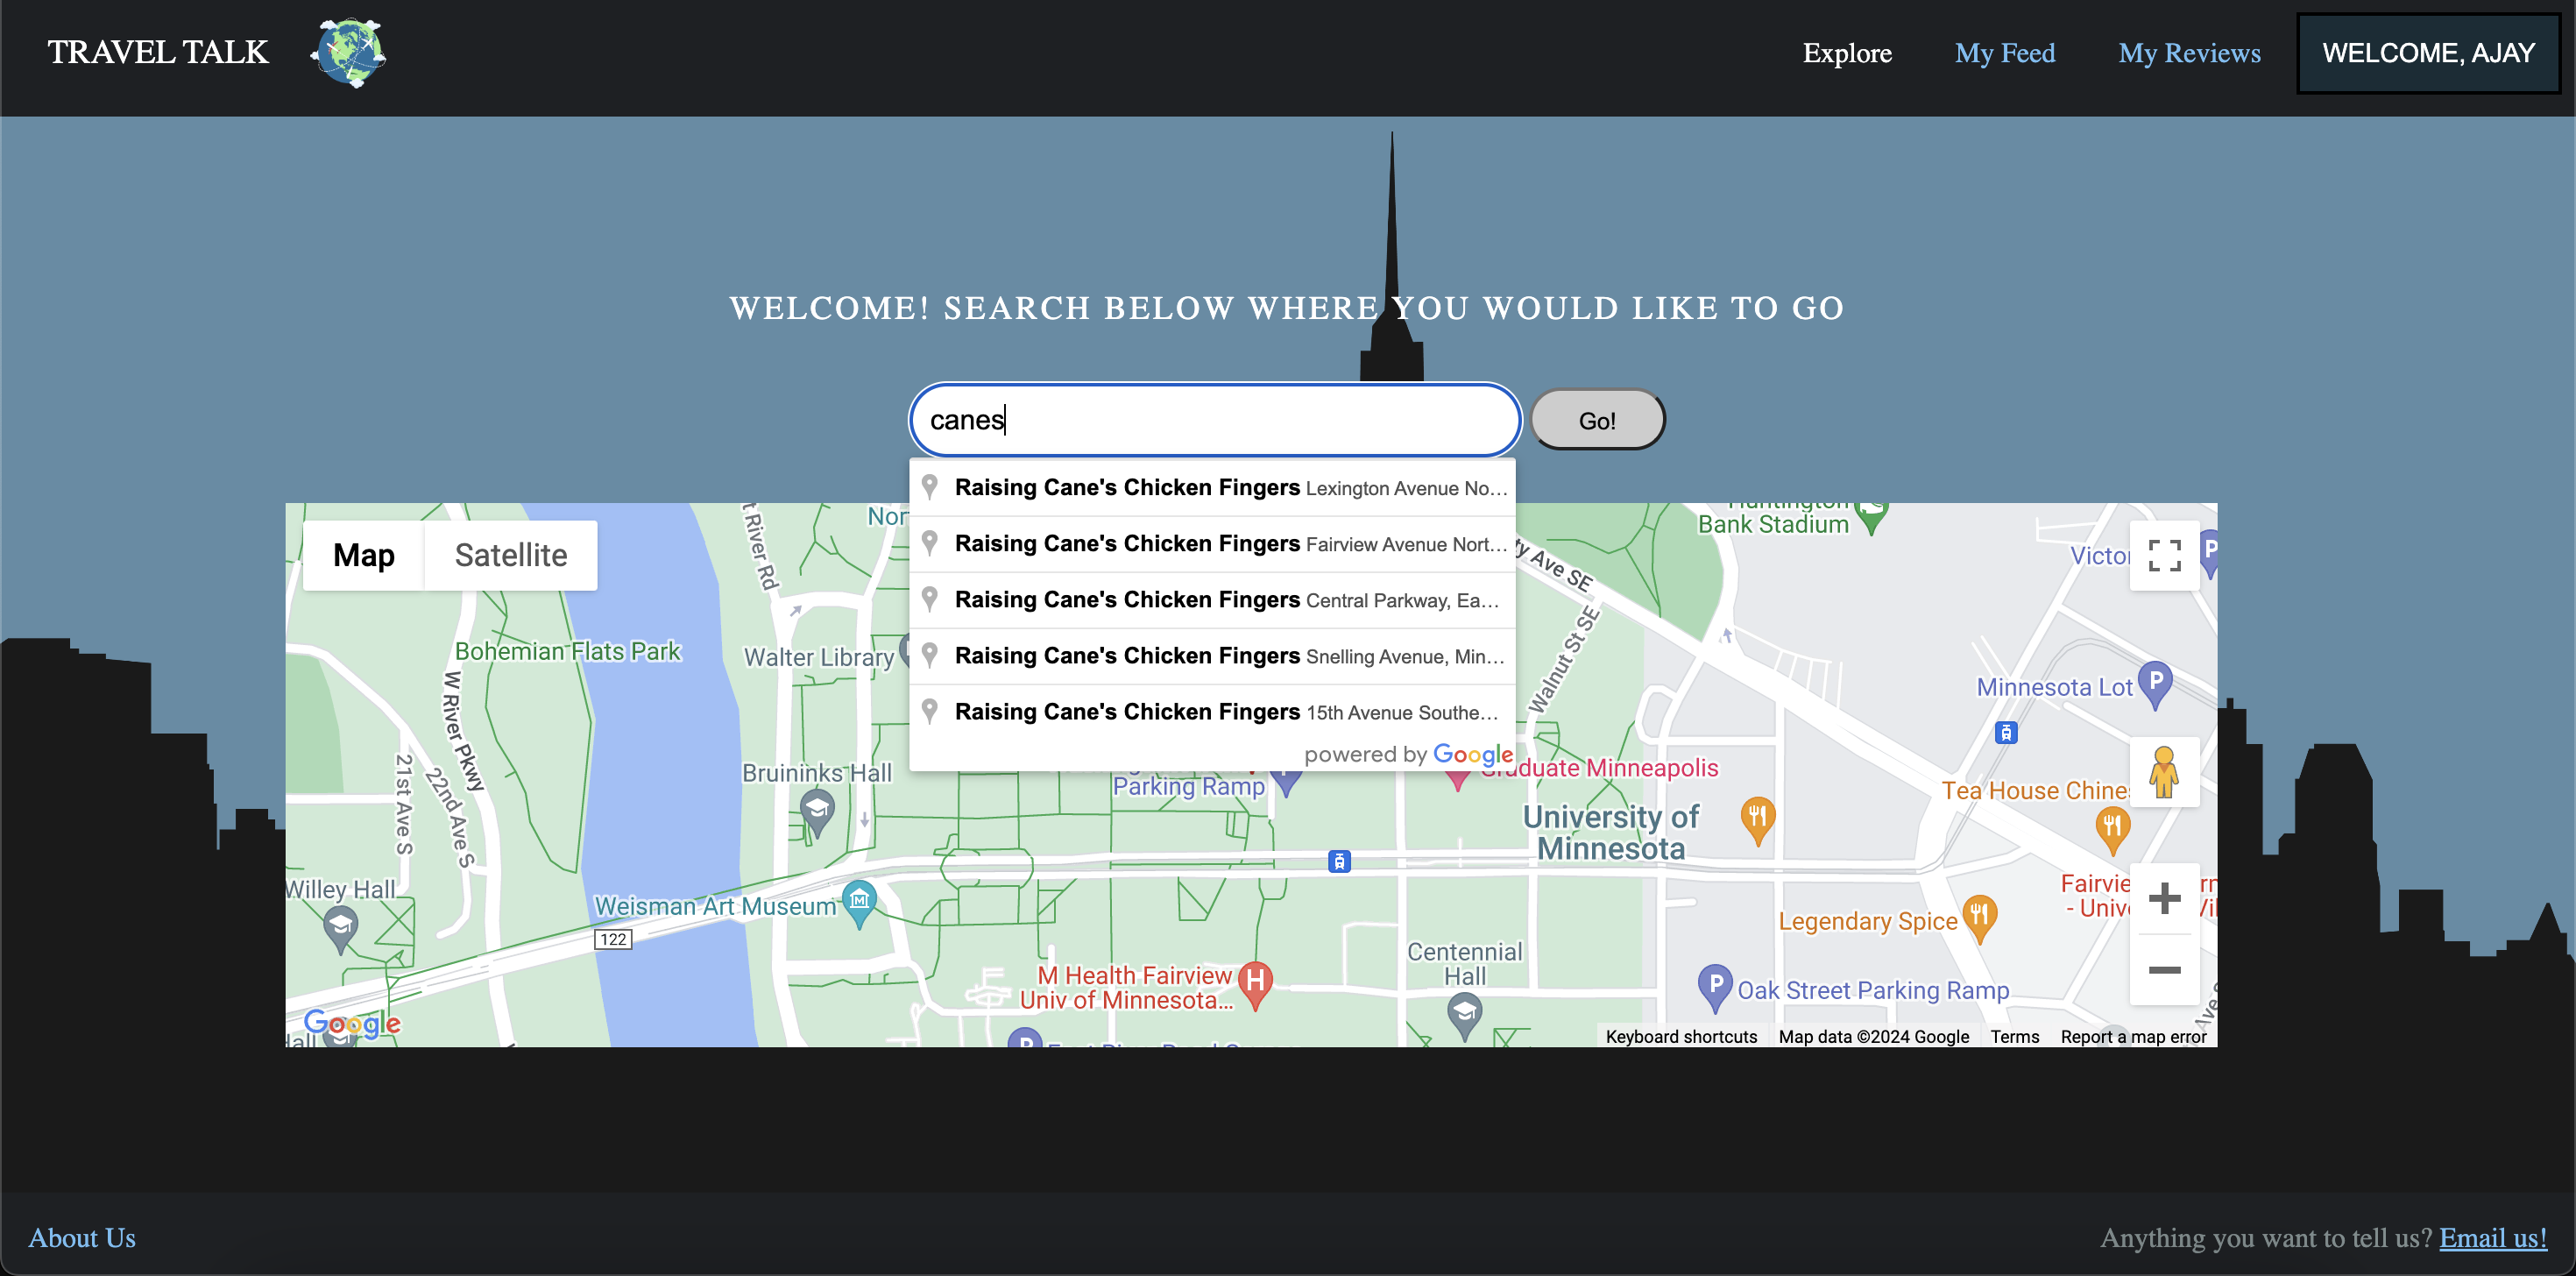 TRAVEL TALK
Explore
My Feed
My Reviews
WELCOME, AJAY
WELCOME! SEARCH BELOW WHERE YOU WOULD LIKE TO GO
canes
Go!
Raising Cane's Chicken Fingers Lexington Avenue No...
Raising Cane's Chicken Fingers Fairview Avenue Nort...
Raising Cane's Chicken Fingers Central Parkway, Ea...
Raising Cane's Chicken Fingers Snelling Avenue, Min...
Raising Cane's Chicken Fingers 15th Avenue Southe...
powered by Google
Map
Satellite
t River Rd
Nor
Huntington
Bank Stadium
ty Ave SE
Walnut St SE
Victor
P
Bohemian Flats Park
Walter Library
W River Pkwy
21st Ave S
22nd Ave S
Minnesota Lot
P
Bruininks Hall
Parking Ramp
Graduate Minneapolis
University of
Minnesota
Tea House Chines
Willey Hall
Weisman Art Museum
122
Fairvie
- Unive
Legendary Spice
M Health Fairview
Univ of Minnesota...
H
Centennial
Hall
P
Oak Street Parking Ramp
Google
Hall
P
Ave S
Keyboard shortcuts
Map data ©2024 Google
Terms
Report a map error
About Us
Anything you want to tell us? Email us!